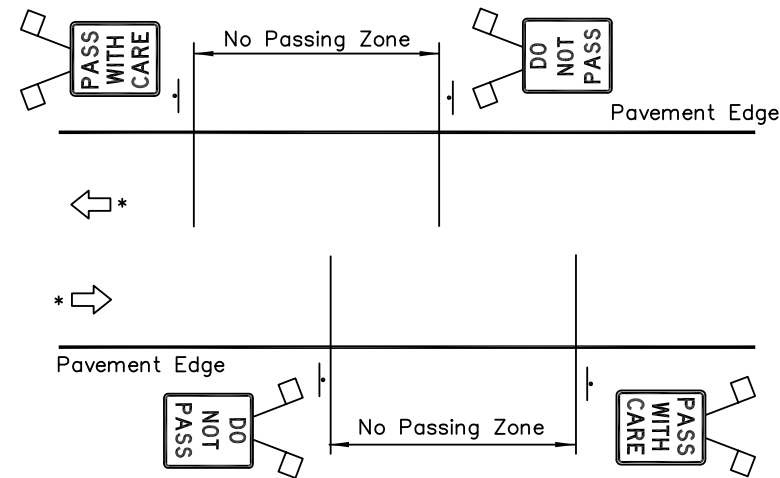 PASS
WITH
CARE
No Passing Zone
DO
NOT
PASS
Pavement Edge
*
*
Pavement Edge
DO
NOT
PASS
No Passing Zone
PASS
WITH
CARE